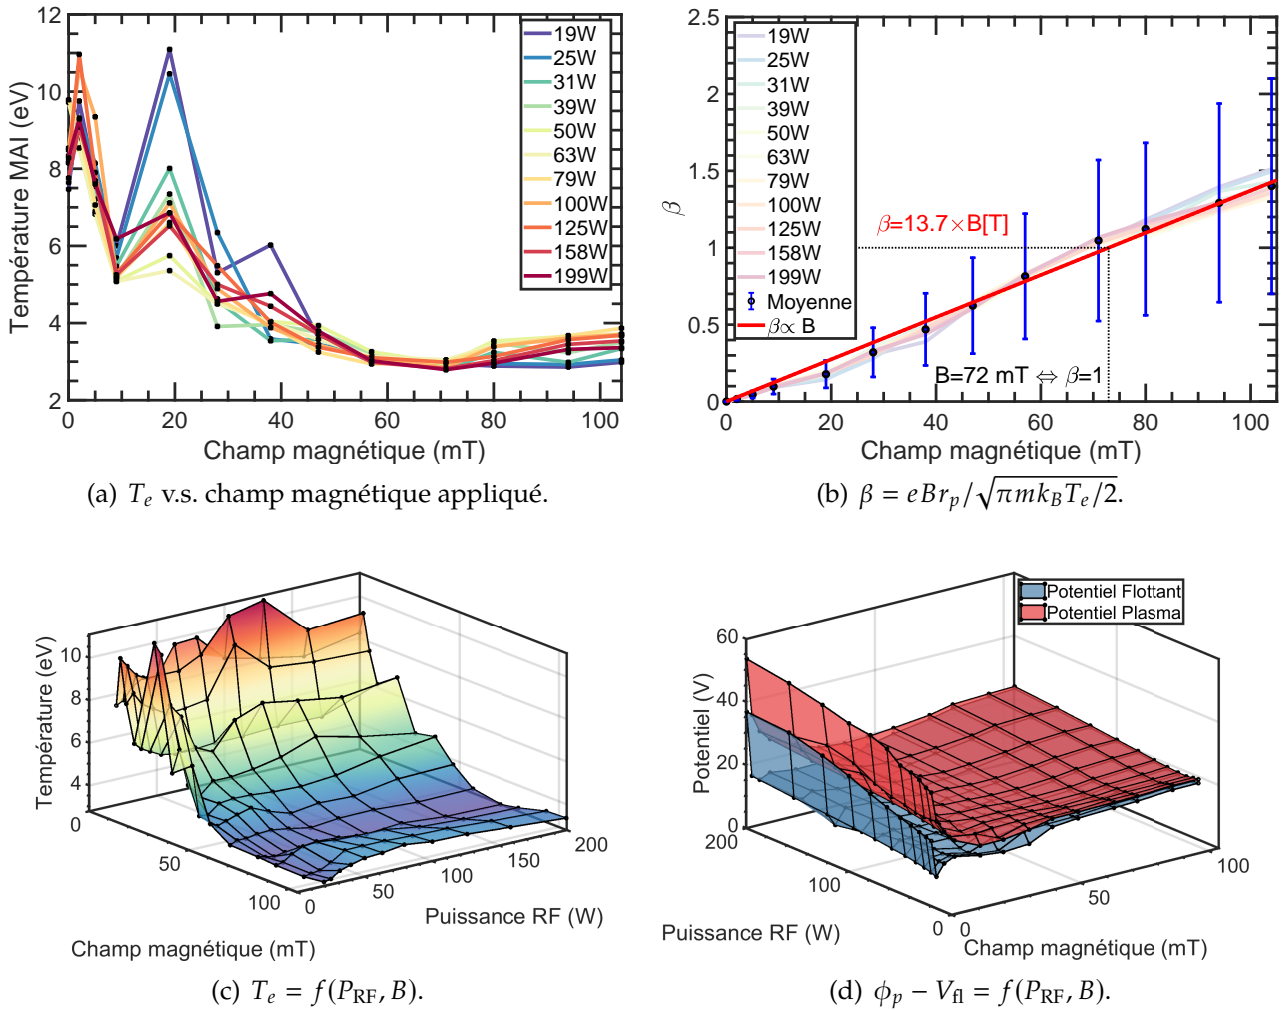 12
10
8
6
4
2
0
20
40
60
80
100
Température MAI (eV)
Champ magnétique (mT)
19W
25W
31W
39W
50W
63W
79W
100W
125W
158W
199W
(a) Tₑ v.s. champ magnétique appliqué.
2.5
2
1.5
1
0.5
0
0
20
40
60
80
100
β
Champ magnétique (mT)
19W
25W
31W
39W
50W
63W
79W
100W
125W
158W
199W
Moyenne
β∝ B
β=13.7×B[T]
B=72 mT ⇔ β=1
(b) β = eBrₚ/√(πmk_BTₑ/2).
10
8
6
4
0
50
100
0
50
100
150
200
Température (eV)
Champ magnétique (mT)
Puissance RF (W)
(c) Tₑ = f(P_RF, B).
Potentiel Flottant
Potentiel Plasma
60
40
20
0
200
100
0
0
50
100
Potentiel (V)
Puissance RF (W)
Champ magnétique (mT)
(d) ϕₚ − V_fl = f(P_RF, B).